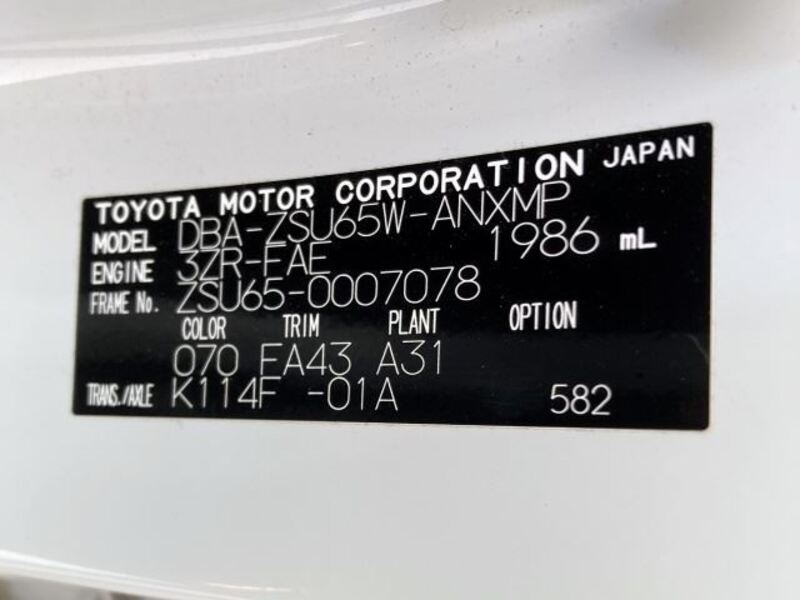 TOYOTA MOTOR CORPORATION JAPAN
MODEL DBA-ZSU65W-ANXMP
ENGINE 3ZR-FAE 1986 mL
FRAME No. ZSU65-0007078
COLOR TRIM PLANT OPTION
070 FA43 A31
TRANS./AXLE K114F -01A 582